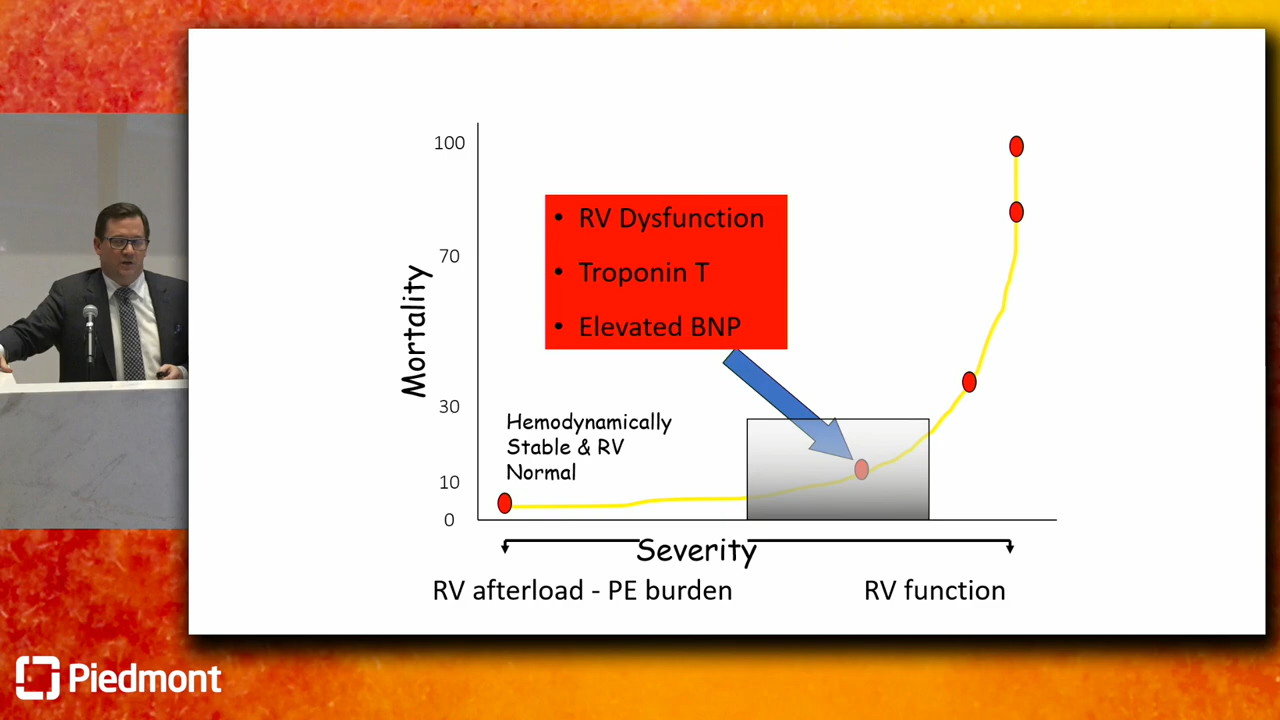 100
70
30
10
0
Mortality
• RV Dysfunction
• Troponin T
• Elevated BNP
Hemodynamically
Stable & RV
Normal
Severity
RV afterload - PE burden
RV function
Piedmont